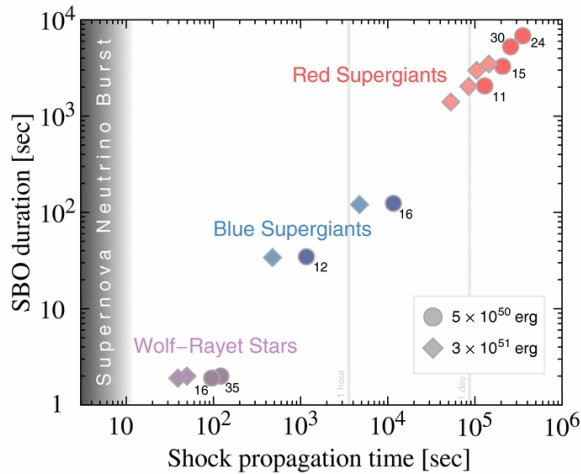 10^4
10^3
10^2
10
1
SBO duration [sec]
Supernova Neutrino Burst
Red Supergiants
30
24
15
11
Blue Supergiants
16
12
Wolf–Rayet Stars
16
35
1 hour
1 day
5 × 10^50 erg
3 × 10^51 erg
10
10^2
10^3
10^4
10^5
10^6
Shock propagation time [sec]